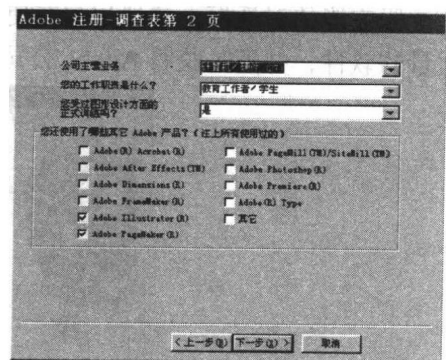 Adobe 注册-调查表第 2 页
公司主营业务
您的工作职责是什么?
教育工作者/学生
您受过图形设计方面的
正式训练吗?
是
您还使用了哪些其它 Adobe 产品?(注上所有使用过的)
Adobe(R) Acrobat(R)
Adobe PageMill(TM)/SiteMill(TM)
Adobe After Effects(TM)
Adobe Photoshop(R)
Adobe Dimensions(R)
Adobe Premiere(R)
Adobe FrameMaker(R)
Adobe(R) Type
Adobe Illustrator(R)
其它
Adobe PageMaker(R)
<上一步(B)
下一步(N)>
取消